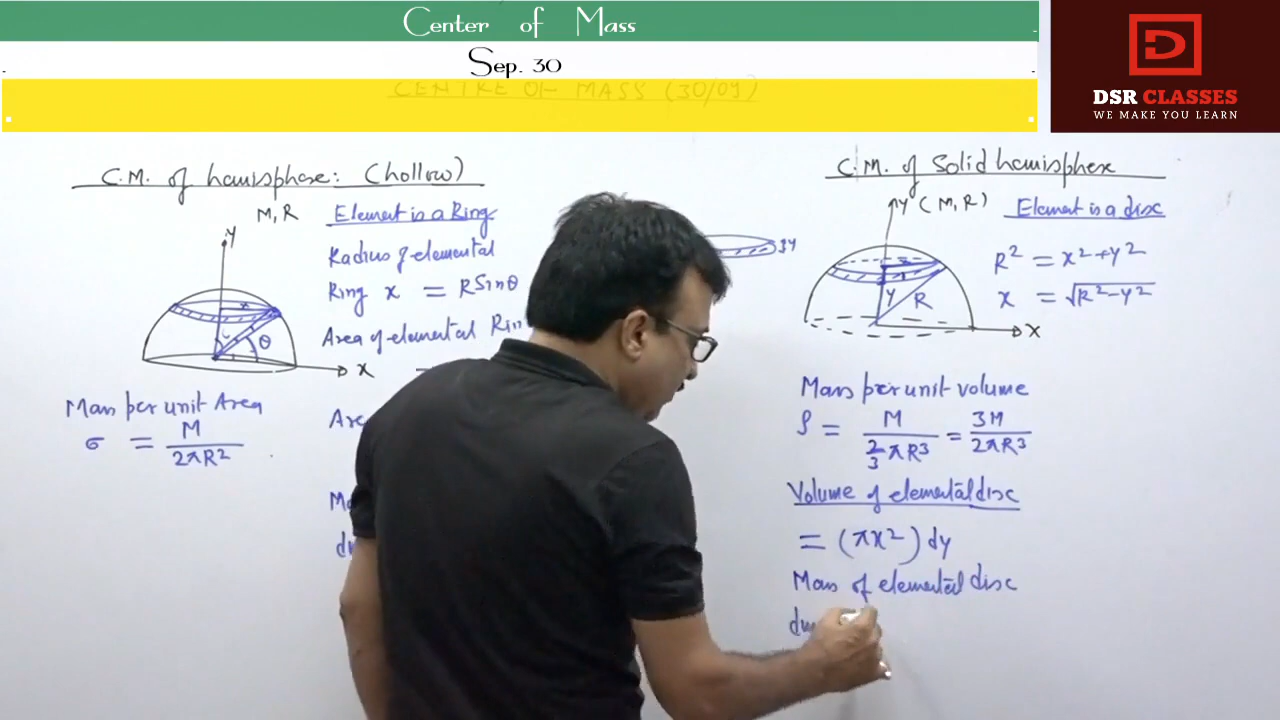 Center of Mass
Sep. 30
CENTRE OF MASS (30/09)
DSR CLASSES
WE MAKE YOU LEARN
C.M. of hemisphere: (hollow)
M, R
Y
x
θ
X
Mass per unit Area
σ = M / 2πR²
Element is a Ring
Radius of elemental
Ring x = R Sinθ
Area of elemental
=
dy
C.M. of Solid hemisphere
Y (M, R)
Y
R
X
Element is a disc
R² = x² + y²
x = √R²-y²
Mass per unit volume
ρ = M / 2/3 πR³ = 3M / 2πR³
Volume of elemental disc
= (πx²) dy
Mass of elemental disc